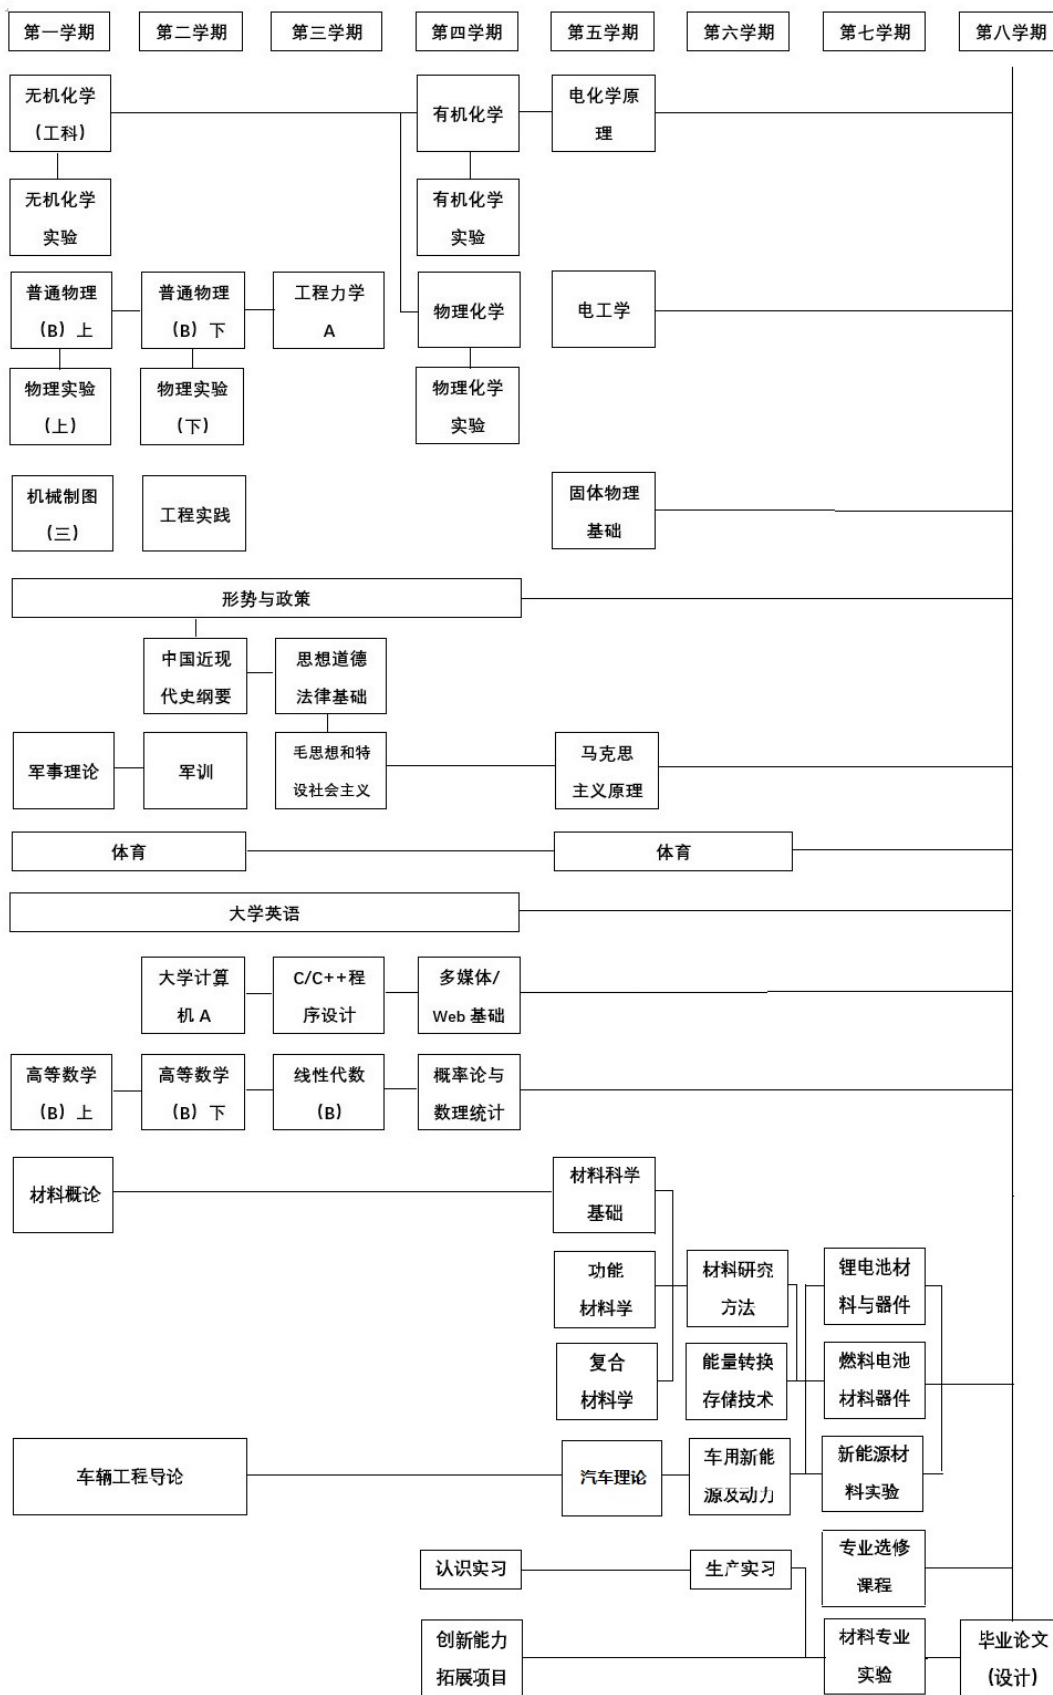 第一学期
第二学期
第三学期
第四学期
第五学期
第六学期
第七学期
第八学期
无机化学
（工科）
有机化学
电化学原
理
无机化学
实验
有机化学
实验
普通物理
（B）上
普通物理
（B）下
工程力学
A
物理化学
电工学
物理实验
（上）
物理实验
（下）
物理化学
实验
机械制图
（三）
工程实践
固体物理
基础
形势与政策
中国近现
代史纲要
思想道德
法律基础
军事理论
军训
毛思想和特
设社会主义
马克思
主义原理
体育
体育
大学英语
大学计算
机 A
C/C++程
序设计
多媒体/
Web 基础
高等数学
（B）上
高等数学
（B）下
线性代数
（B）
概率论与
数理统计
材料概论
材料科学
基础
功能
材料学
材料研究
方法
锂电池材
料与器件
复合
材料学
能量转换
存储技术
燃料电池
材料器件
车辆工程导论
汽车理论
车用新能
源及动力
新能源材
料实验
认识实习
生产实习
专业选修
课程
创新能力
拓展项目
材料专业
实验
毕业论文
（设计）